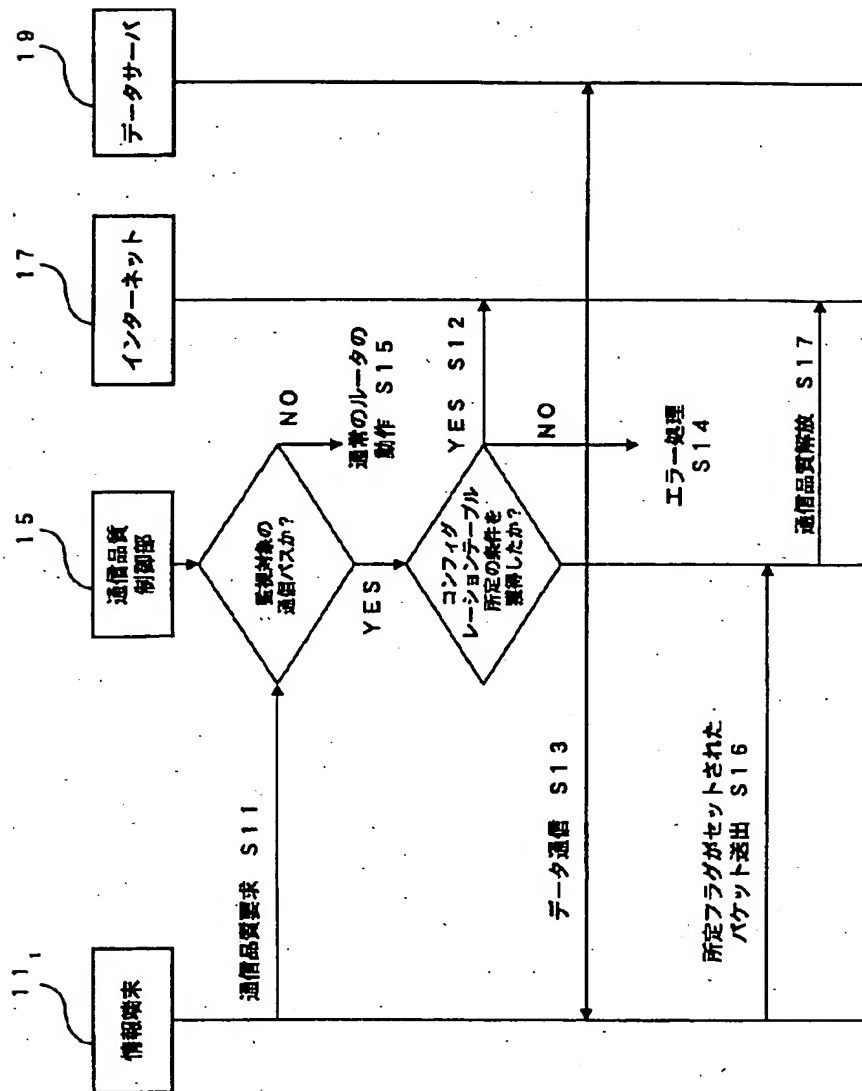 11₁
情報端末
15
通信品質
制御部
17
インターネット
19
データサーバ
通信品質要求 S11
:監視対象の
通信パスか?
NO
通常のルータの
動作 S15
YES
コンフィグ
レーションテーブル
所定の条件を
獲得したか?
YES S12
NO
エラー処理
S14
データ通信 S13
所定フラグがセットされた
パケット送出 S16
通信品質解放 S17